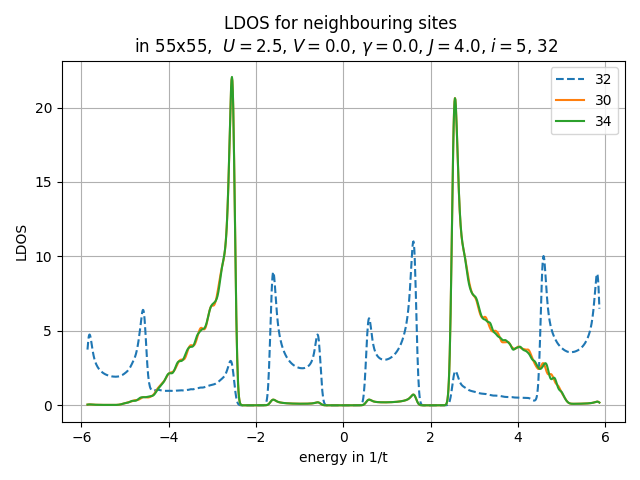 LDOS for neighbouring sites
in 55x55, U = 2.5, V = 0.0, γ = 0.0, J = 4.0, i = 5, 32
32
30
34
LDOS
20
15
10
5
0
−6 −4 −2 0 2 4 6
energy in 1/t